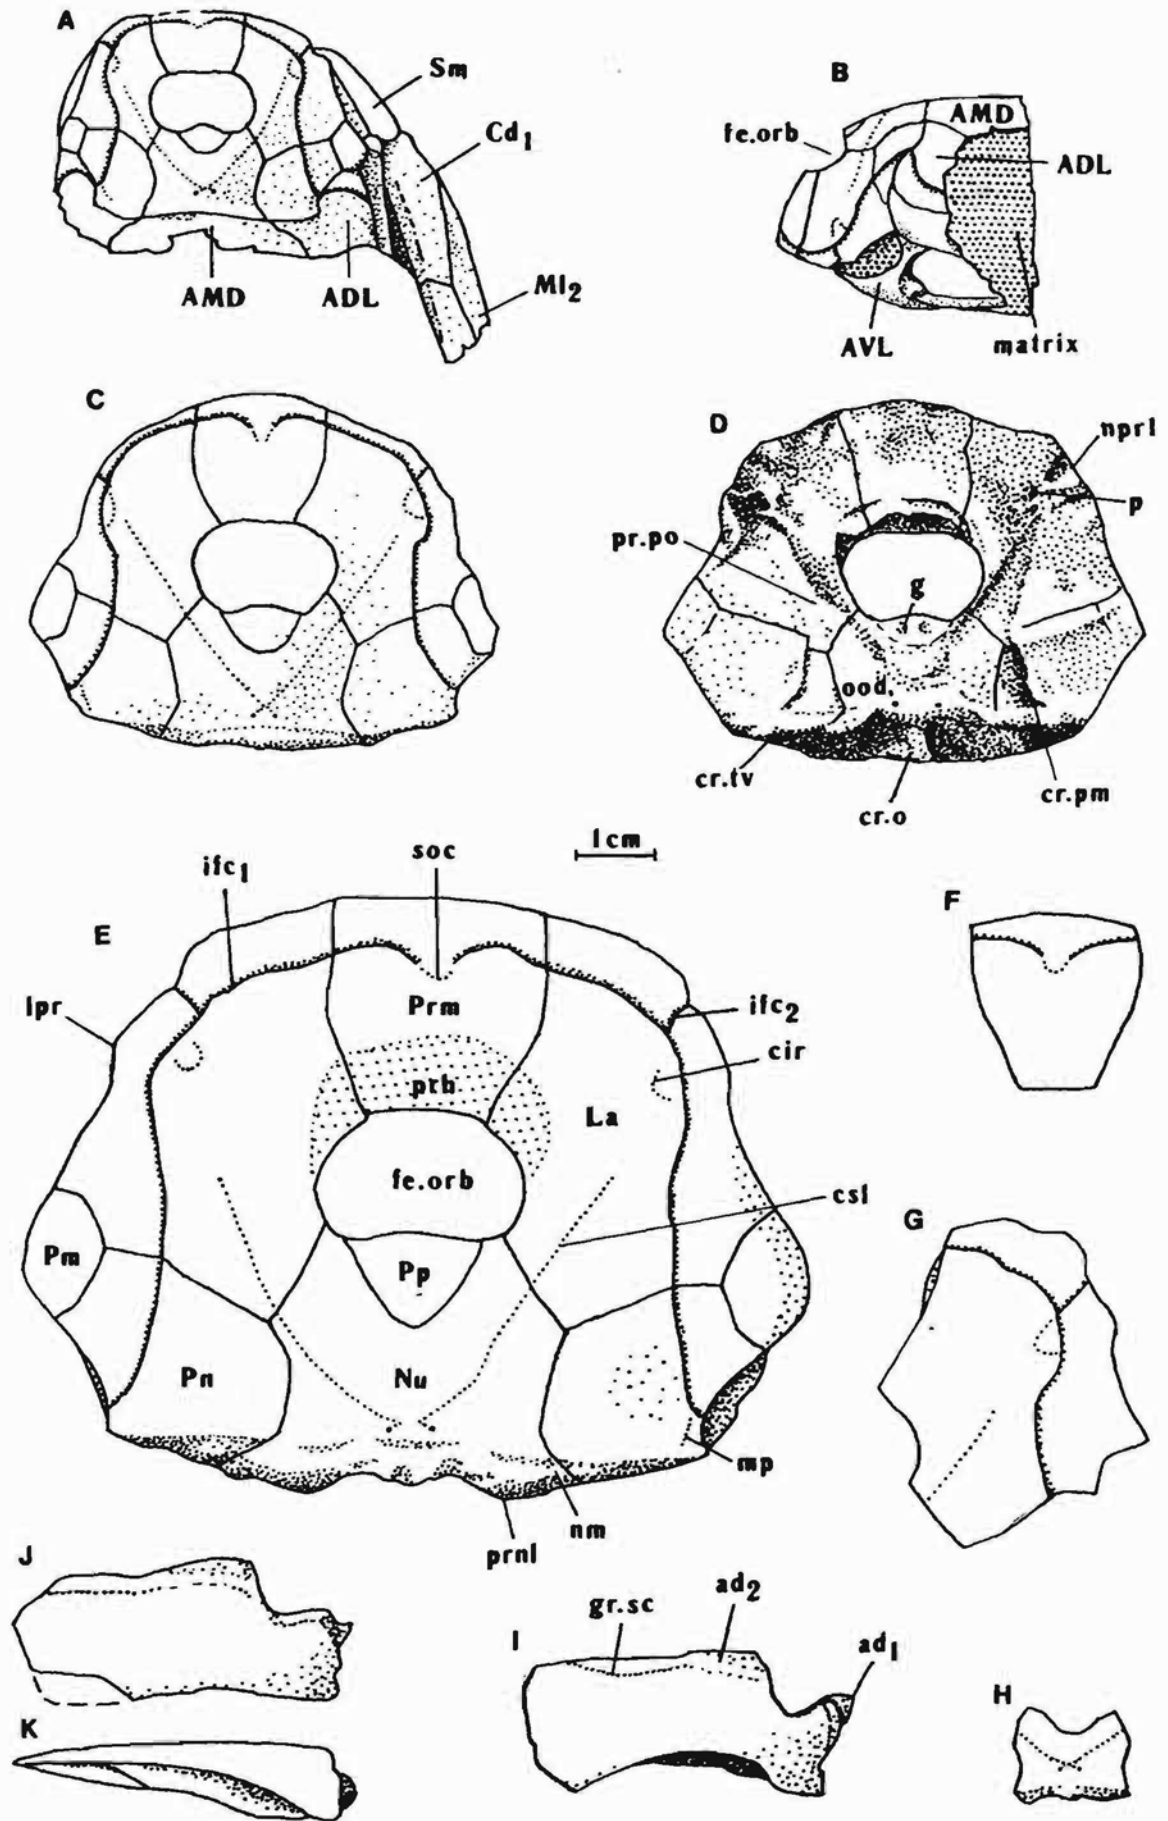 A
Sm
Cd1
AMD
ADL
Ml2
B
fe.orb
AMD
ADL
AVL
matrix
C
D
nprl
p
pr.po
g
ood.
cr.tv
cr.o
cr.pm
1cm
E
ifc1
soc
lpr
Prm
ifc2
prh
cir
La
fe.orb
csl
Pm
Pp
Pn
Nu
mp
nm
prnl
F
G
J
K
I
gr.sc
ad2
ad1
H